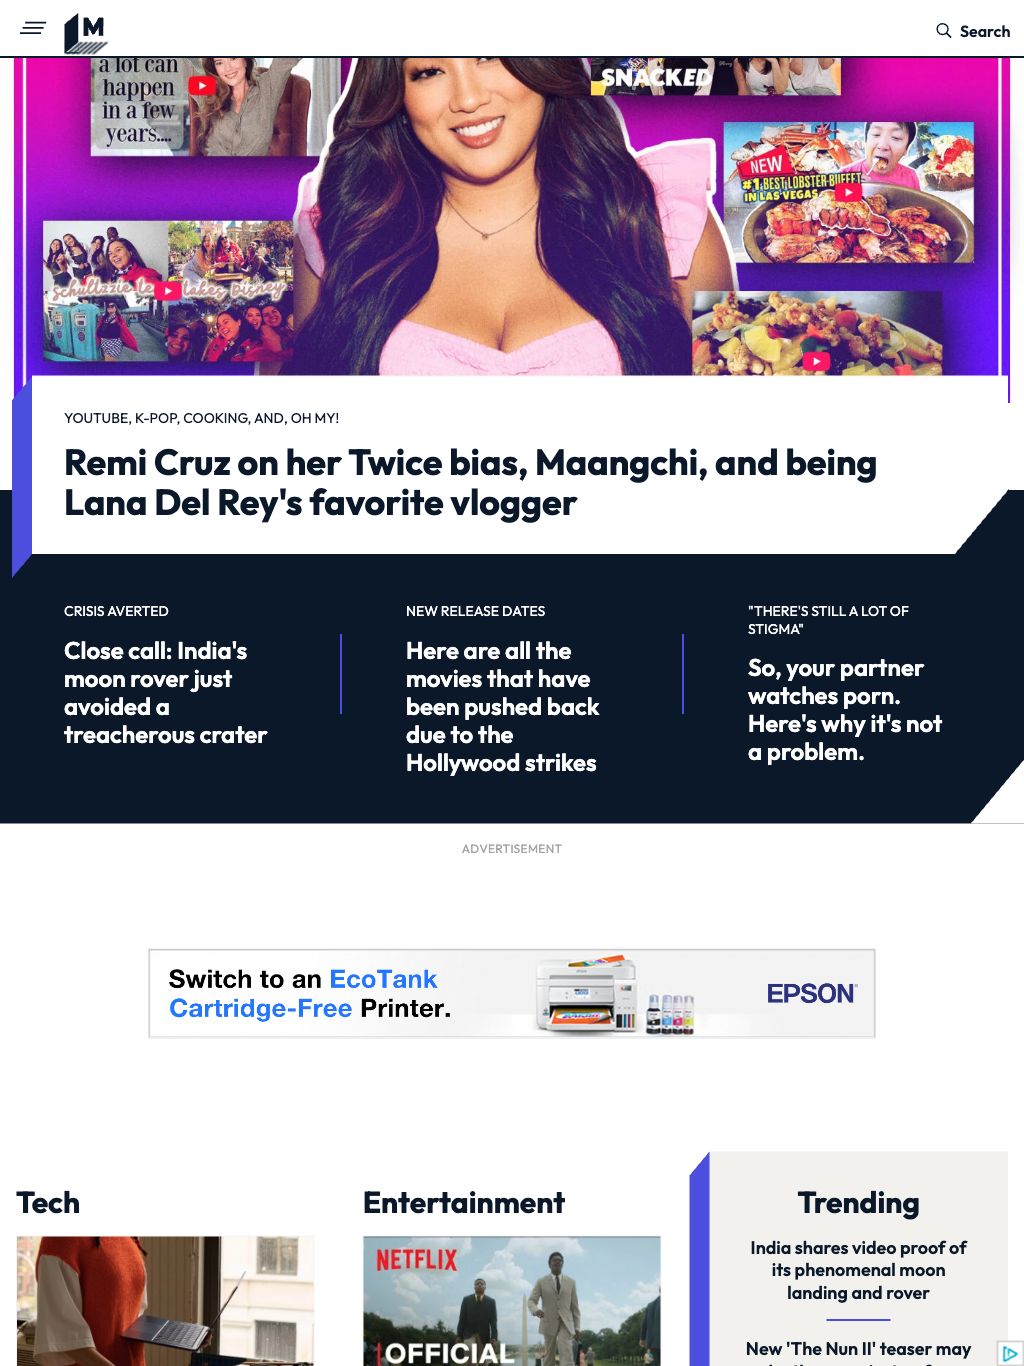 M
Search
a lot can
happen
in a few
years....
SNACKED
NEW
#1 BEST LOBSTER BUFFET
IN LAS VEGAS
YOUTUBE, K-POP, COOKING, AND, OH MY!
Remi Cruz on her Twice bias, Maangchi, and being
Lana Del Rey's favorite vlogger
CRISIS AVERTED
Close call: India's
moon rover just
avoided a
treacherous crater
NEW RELEASE DATES
Here are all the
movies that have
been pushed back
due to the
Hollywood strikes
"THERE'S STILL A LOT OF
STIGMA"
So, your partner
watches porn.
Here's why it's not
a problem.
ADVERTISEMENT
Switch to an EcoTank
Cartridge-Free Printer.
EPSON
Tech
Entertainment
NETFLIX
OFFICIAL
Trending
India shares video proof of
its phenomenal moon
landing and rover
New 'The Nun II' teaser may